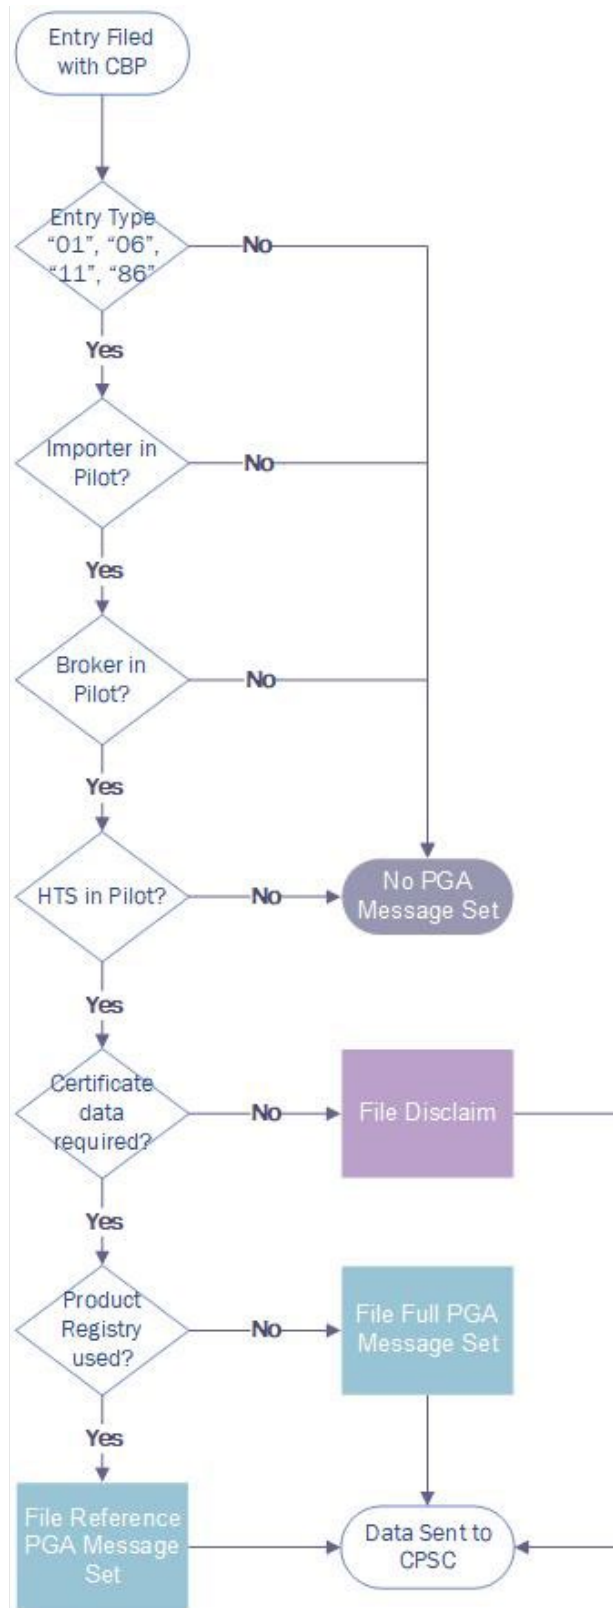 Entry Filed
with CBP
Entry Type
“01”, “06”,
“11”, “86”
No
Yes
Importer in
Pilot?
No
Yes
Broker in
Pilot?
No
Yes
HTS in Pilot?
No
No PGA
Message Set
Yes
Certificate
data
required?
No
File Disclaim
Yes
Product
Registry
used?
No
File Full PGA
Message Set
Yes
File Reference
PGA Message
Set
Data Sent to
CPSC